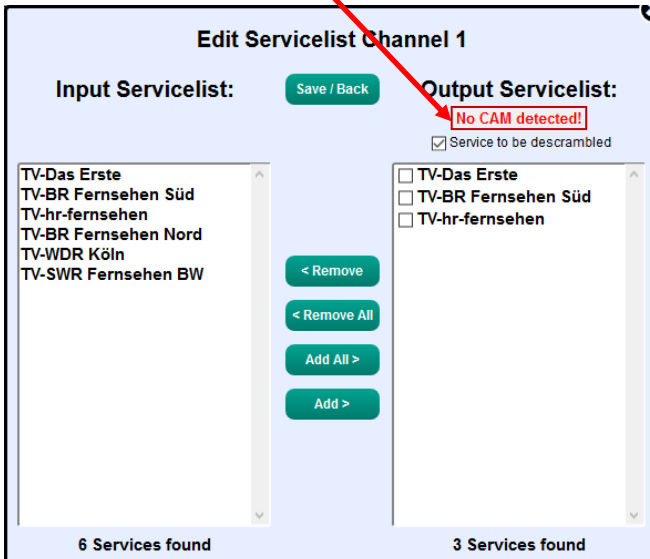 Edit Servicelist Channel 1
Input Servicelist:
Save / Back
Output Servicelist:
No CAM detected!
Service to be descrambled
TV-Das Erste
TV-BR Fernsehen Süd
TV-hr-fernsehen
TV-BR Fernsehen Nord
TV-WDR Köln
TV-SWR Fernsehen BW
< Remove
< Remove All
Add All >
Add >
TV-Das Erste
TV-BR Fernsehen Süd
TV-hr-fernsehen
6 Services found
3 Services found